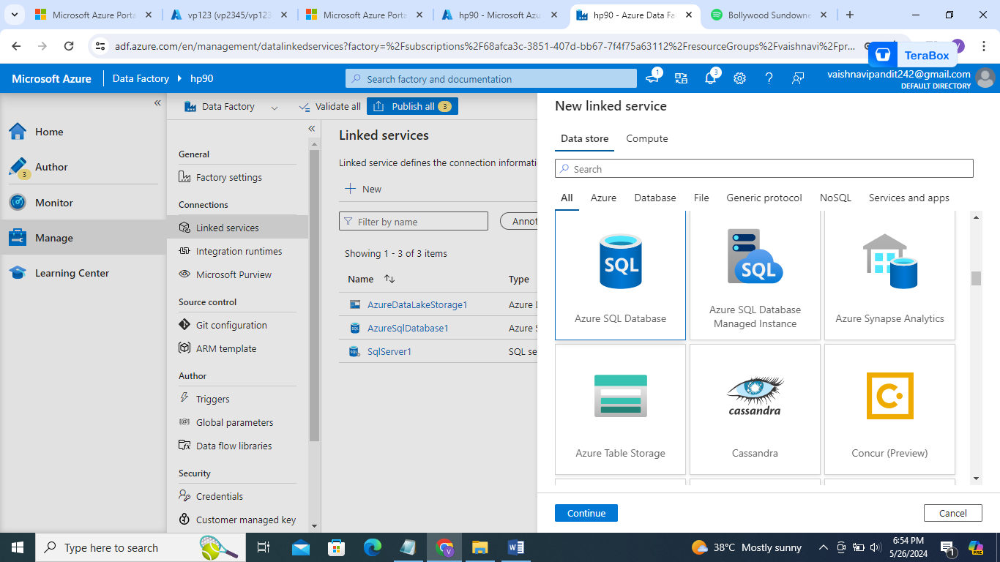 Microsoft Azure Porta
vp123 (vp2345/vp123
Microsoft Azure Porta
hp90 - Microsoft Azu
hp90 - Azure Data Fa
Bollywood Sundowne
adf.azure.com/en/management/datalinkedservices?factory=%2Fsubscriptions%2F68afca3c-3851-407d-bb67-7f4f75a63112%2FresourceGroups%2Fvaishnavi%2Fpr...
TeraBox
Microsoft Azure
Data Factory
hp90
Search factory and documentation
1
3
vaishnavipandit242@gmail.com
DEFAULT DIRECTORY
Home
Author
3
Monitor
Manage
Learning Center
Data Factory
Validate all
Publish all
3
General
Factory settings
Connections
Linked services
Integration runtimes
Microsoft Purview
Source control
Git configuration
ARM template
Author
Triggers
Global parameters
Data flow libraries
Security
Credentials
Customer managed key
Linked services
Linked service defines the connection informati
New
Filter by name
Annot
Showing 1 - 3 of 3 items
Name
Type
AzureDataLakeStorage1
Azure D
AzureSqlDatabase1
Azure S
SqlServer1
SQL se
New linked service
Data store
Compute
Search
All
Azure
Database
File
Generic protocol
NoSQL
Services and apps
SQL
Azure SQL Database
SQL
Azure SQL Database
Managed Instance
Azure Synapse Analytics
Azure Table Storage
cassandra
Cassandra
C
Concur (Preview)
Continue
Cancel
Type here to search
38°C Mostly sunny
6:54 PM
5/26/2024
1
PRE